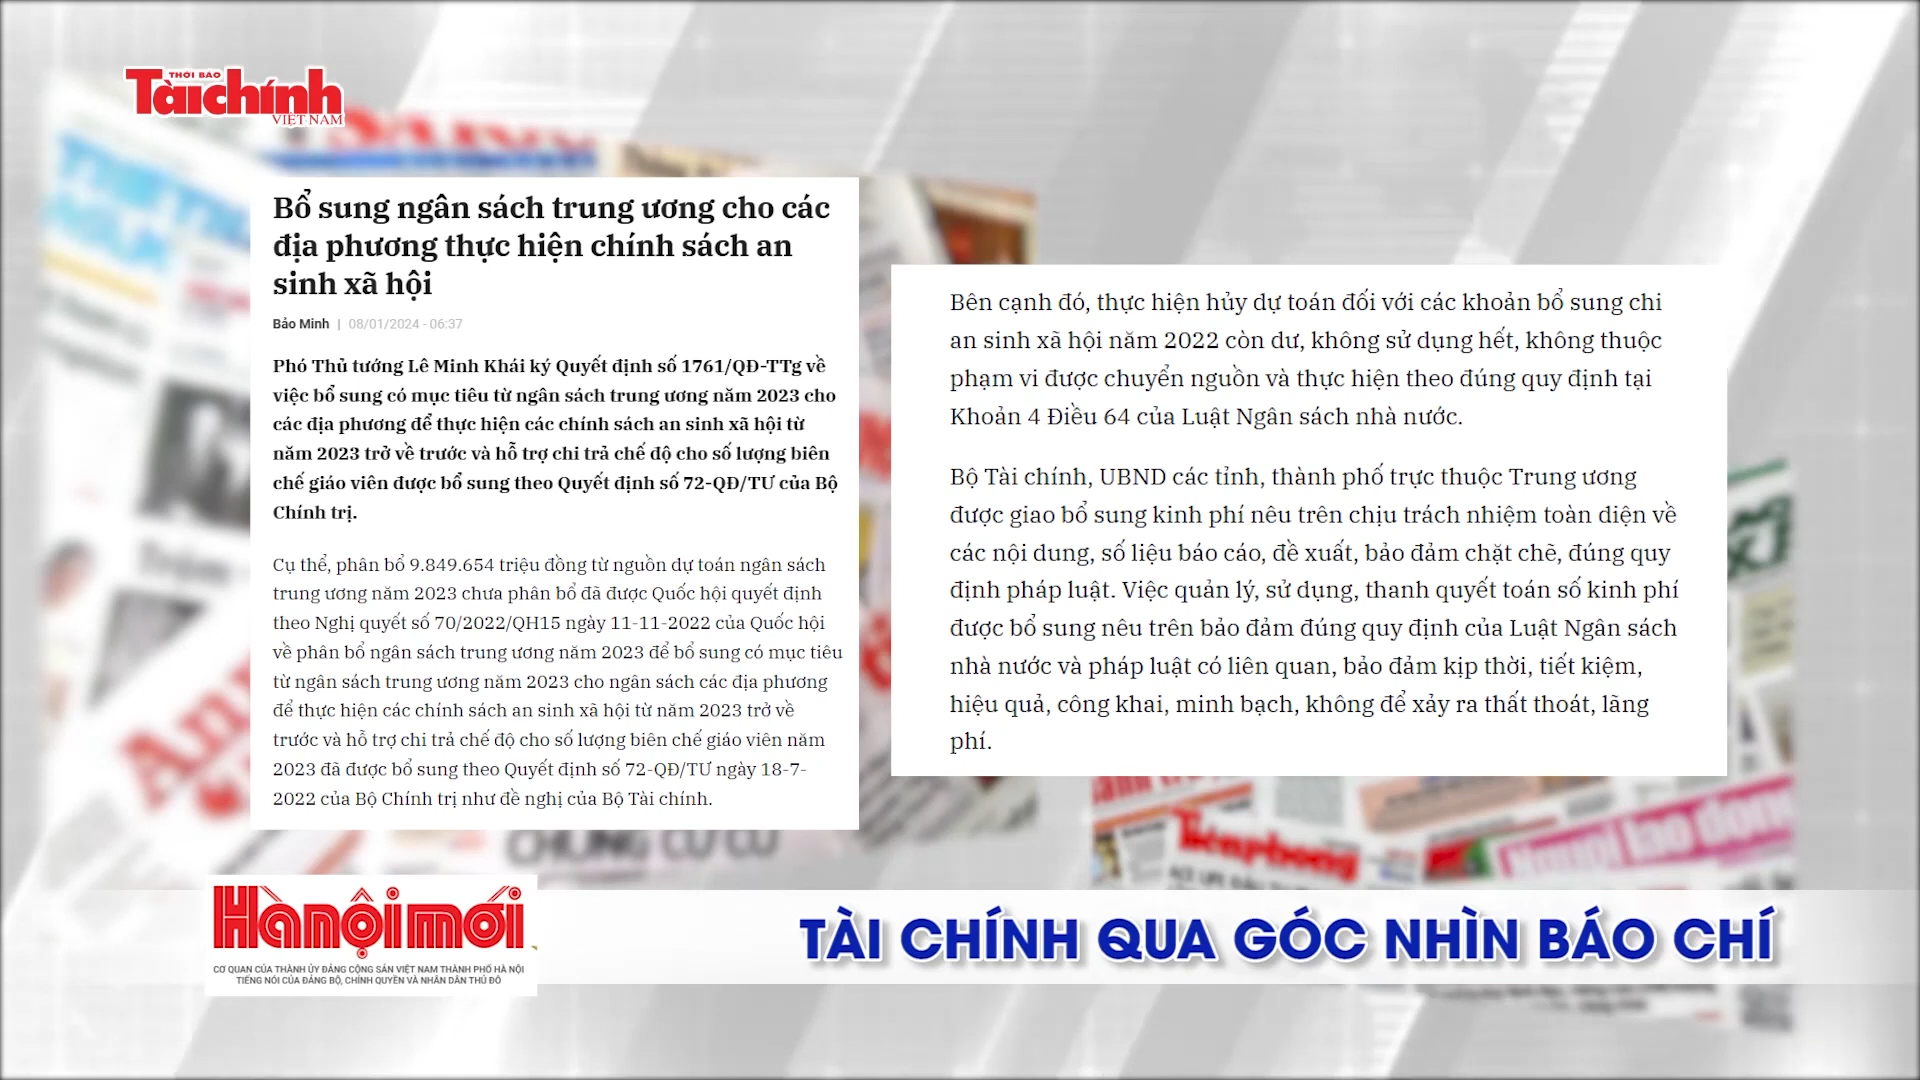 THỜI BÁO
Tàichính
VIỆT NAM
Bổ sung ngân sách trung ương cho các
địa phương thực hiện chính sách an
sinh xã hội
Bảo Minh | 08/01/2024 - 06:37
Phó Thủ tướng Lê Minh Khái ký Quyết định số 1761/QĐ-TTg về
việc bổ sung có mục tiêu từ ngân sách trung ương năm 2023 cho
các địa phương để thực hiện các chính sách an sinh xã hội từ
năm 2023 trở về trước và hỗ trợ chi trả chế độ cho số lượng biên
chế giáo viên được bổ sung theo Quyết định số 72-QĐ/TƯ của Bộ
Chính trị.
Cụ thể, phân bổ 9.849.654 triệu đồng từ nguồn dự toán ngân sách
trung ương năm 2023 chưa phân bổ đã được Quốc hội quyết định
theo Nghị quyết số 70/2022/QH15 ngày 11-11-2022 của Quốc hội
về phân bổ ngân sách trung ương năm 2023 để bổ sung có mục tiêu
từ ngân sách trung ương năm 2023 cho ngân sách các địa phương
để thực hiện các chính sách an sinh xã hội từ năm 2023 trở về
trước và hỗ trợ chi trả chế độ cho số lượng biên chế giáo viên năm
2023 đã được bổ sung theo Quyết định số 72-QĐ/TƯ ngày 18-7-
2022 của Bộ Chính trị như đề nghị của Bộ Tài chính.
Bên cạnh đó, thực hiện hủy dự toán đối với các khoản bổ sung chi
an sinh xã hội năm 2022 còn dư, không sử dụng hết, không thuộc
phạm vi được chuyển nguồn và thực hiện theo đúng quy định tại
Khoản 4 Điều 64 của Luật Ngân sách nhà nước.
Bộ Tài chính, UBND các tỉnh, thành phố trực thuộc Trung ương
được giao bổ sung kinh phí nêu trên chịu trách nhiệm toàn diện về
các nội dung, số liệu báo cáo, đề xuất, bảo đảm chặt chẽ, đúng quy
định pháp luật. Việc quản lý, sử dụng, thanh quyết toán số kinh phí
được bổ sung nêu trên bảo đảm đúng quy định của Luật Ngân sách
nhà nước và pháp luật có liên quan, bảo đảm kịp thời, tiết kiệm,
hiệu quả, công khai, minh bạch, không để xảy ra thất thoát, lãng
phí.
Tiền phong
Người lao động
Hànộimới
CƠ QUAN CỦA THÀNH ỦY ĐẢNG CỘNG SẢN VIỆT NAM THÀNH PHỐ HÀ NỘI
TIẾNG NÓI CỦA ĐẢNG BỘ, CHÍNH QUYỀN VÀ NHÂN DÂN THỦ ĐÔ
TÀI CHÍNH QUA GÓC NHÌN BÁO CHÍ